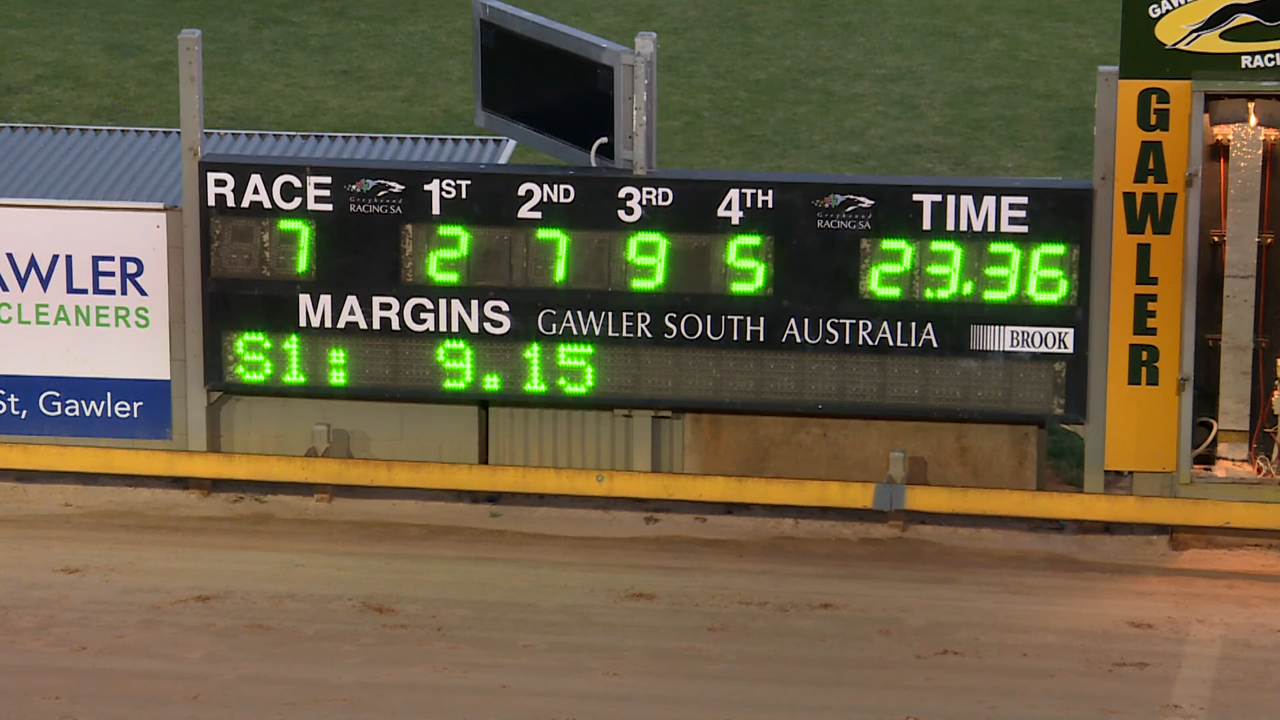 GAWL
RACI
RACE
Greyhound
RACING SA
1ST 2ND 3RD 4TH
Greyhound
RACING SA
TIME
7 2 7 9 5 23.36
MARGINS GAWLER SOUTH AUSTRALIA BROOK
S1: 9.15
AWLER
CLEANERS
St, Gawler
GAWLER